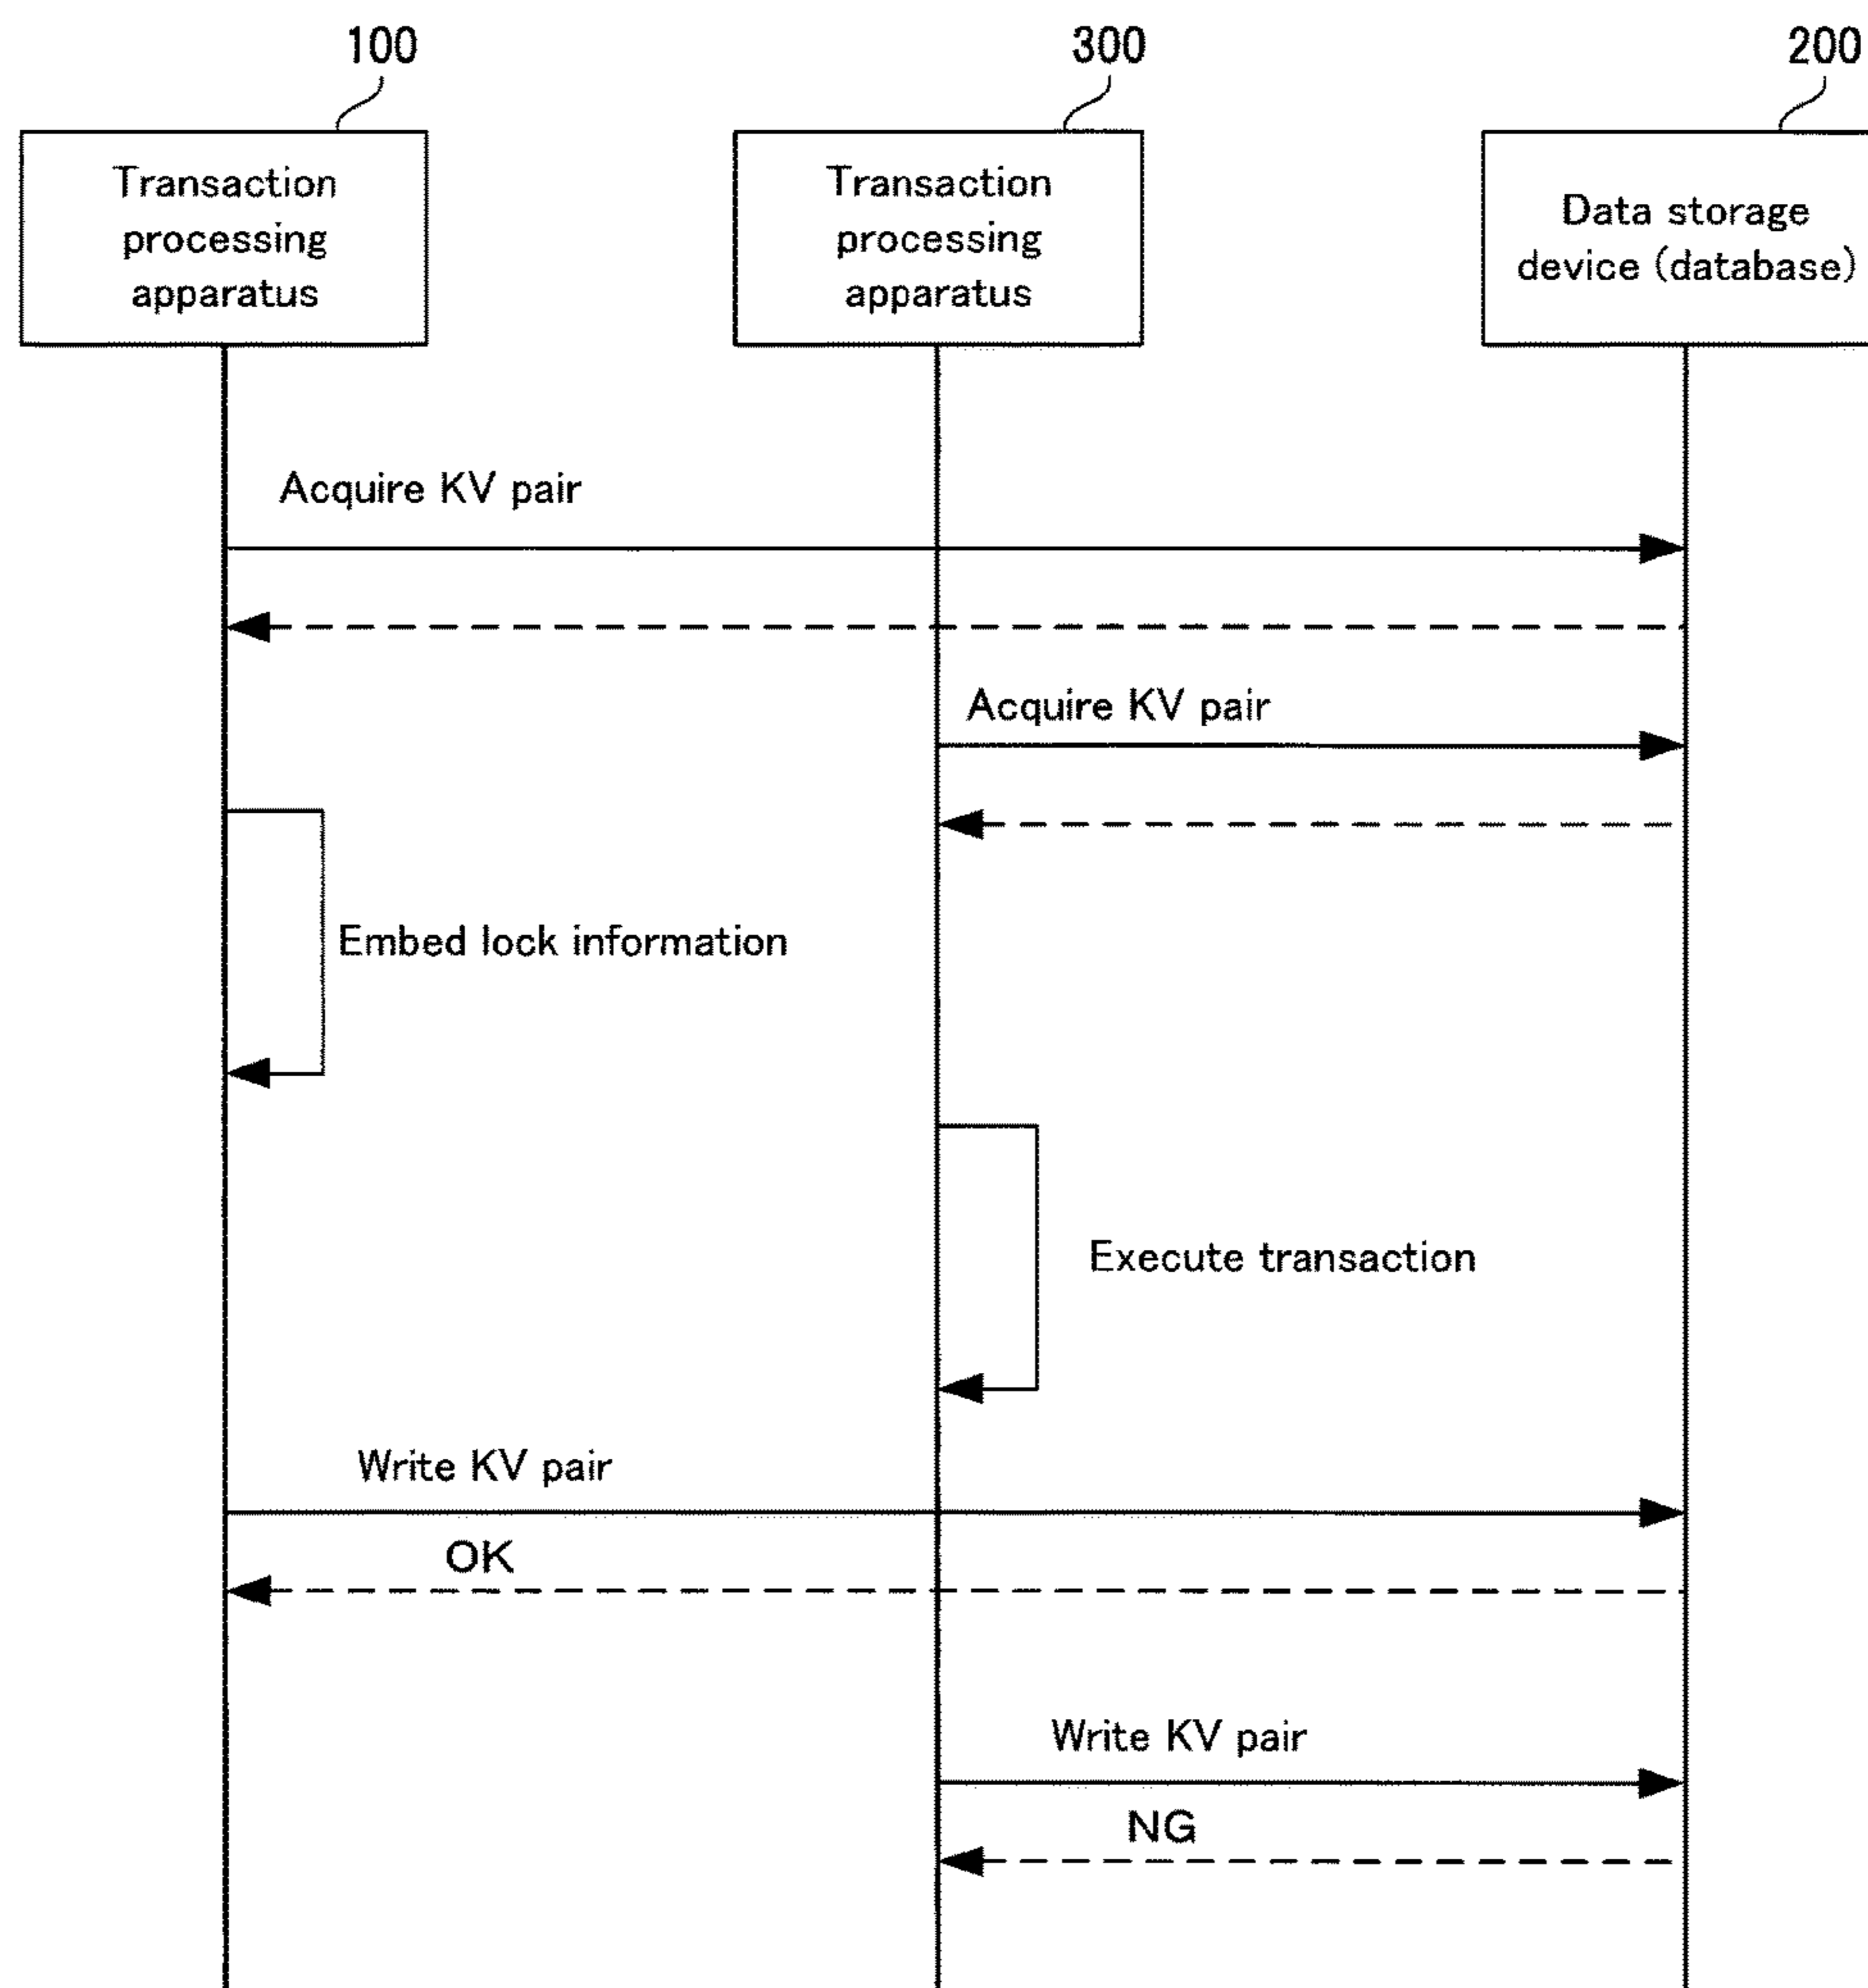 100
300
200
Transaction
processing
apparatus
Transaction
processing
apparatus
Data storage
device (database)
Acquire KV pair
Acquire KV pair
Embed lock information
Execute transaction
Write KV pair
OK
Write KV pair
NG